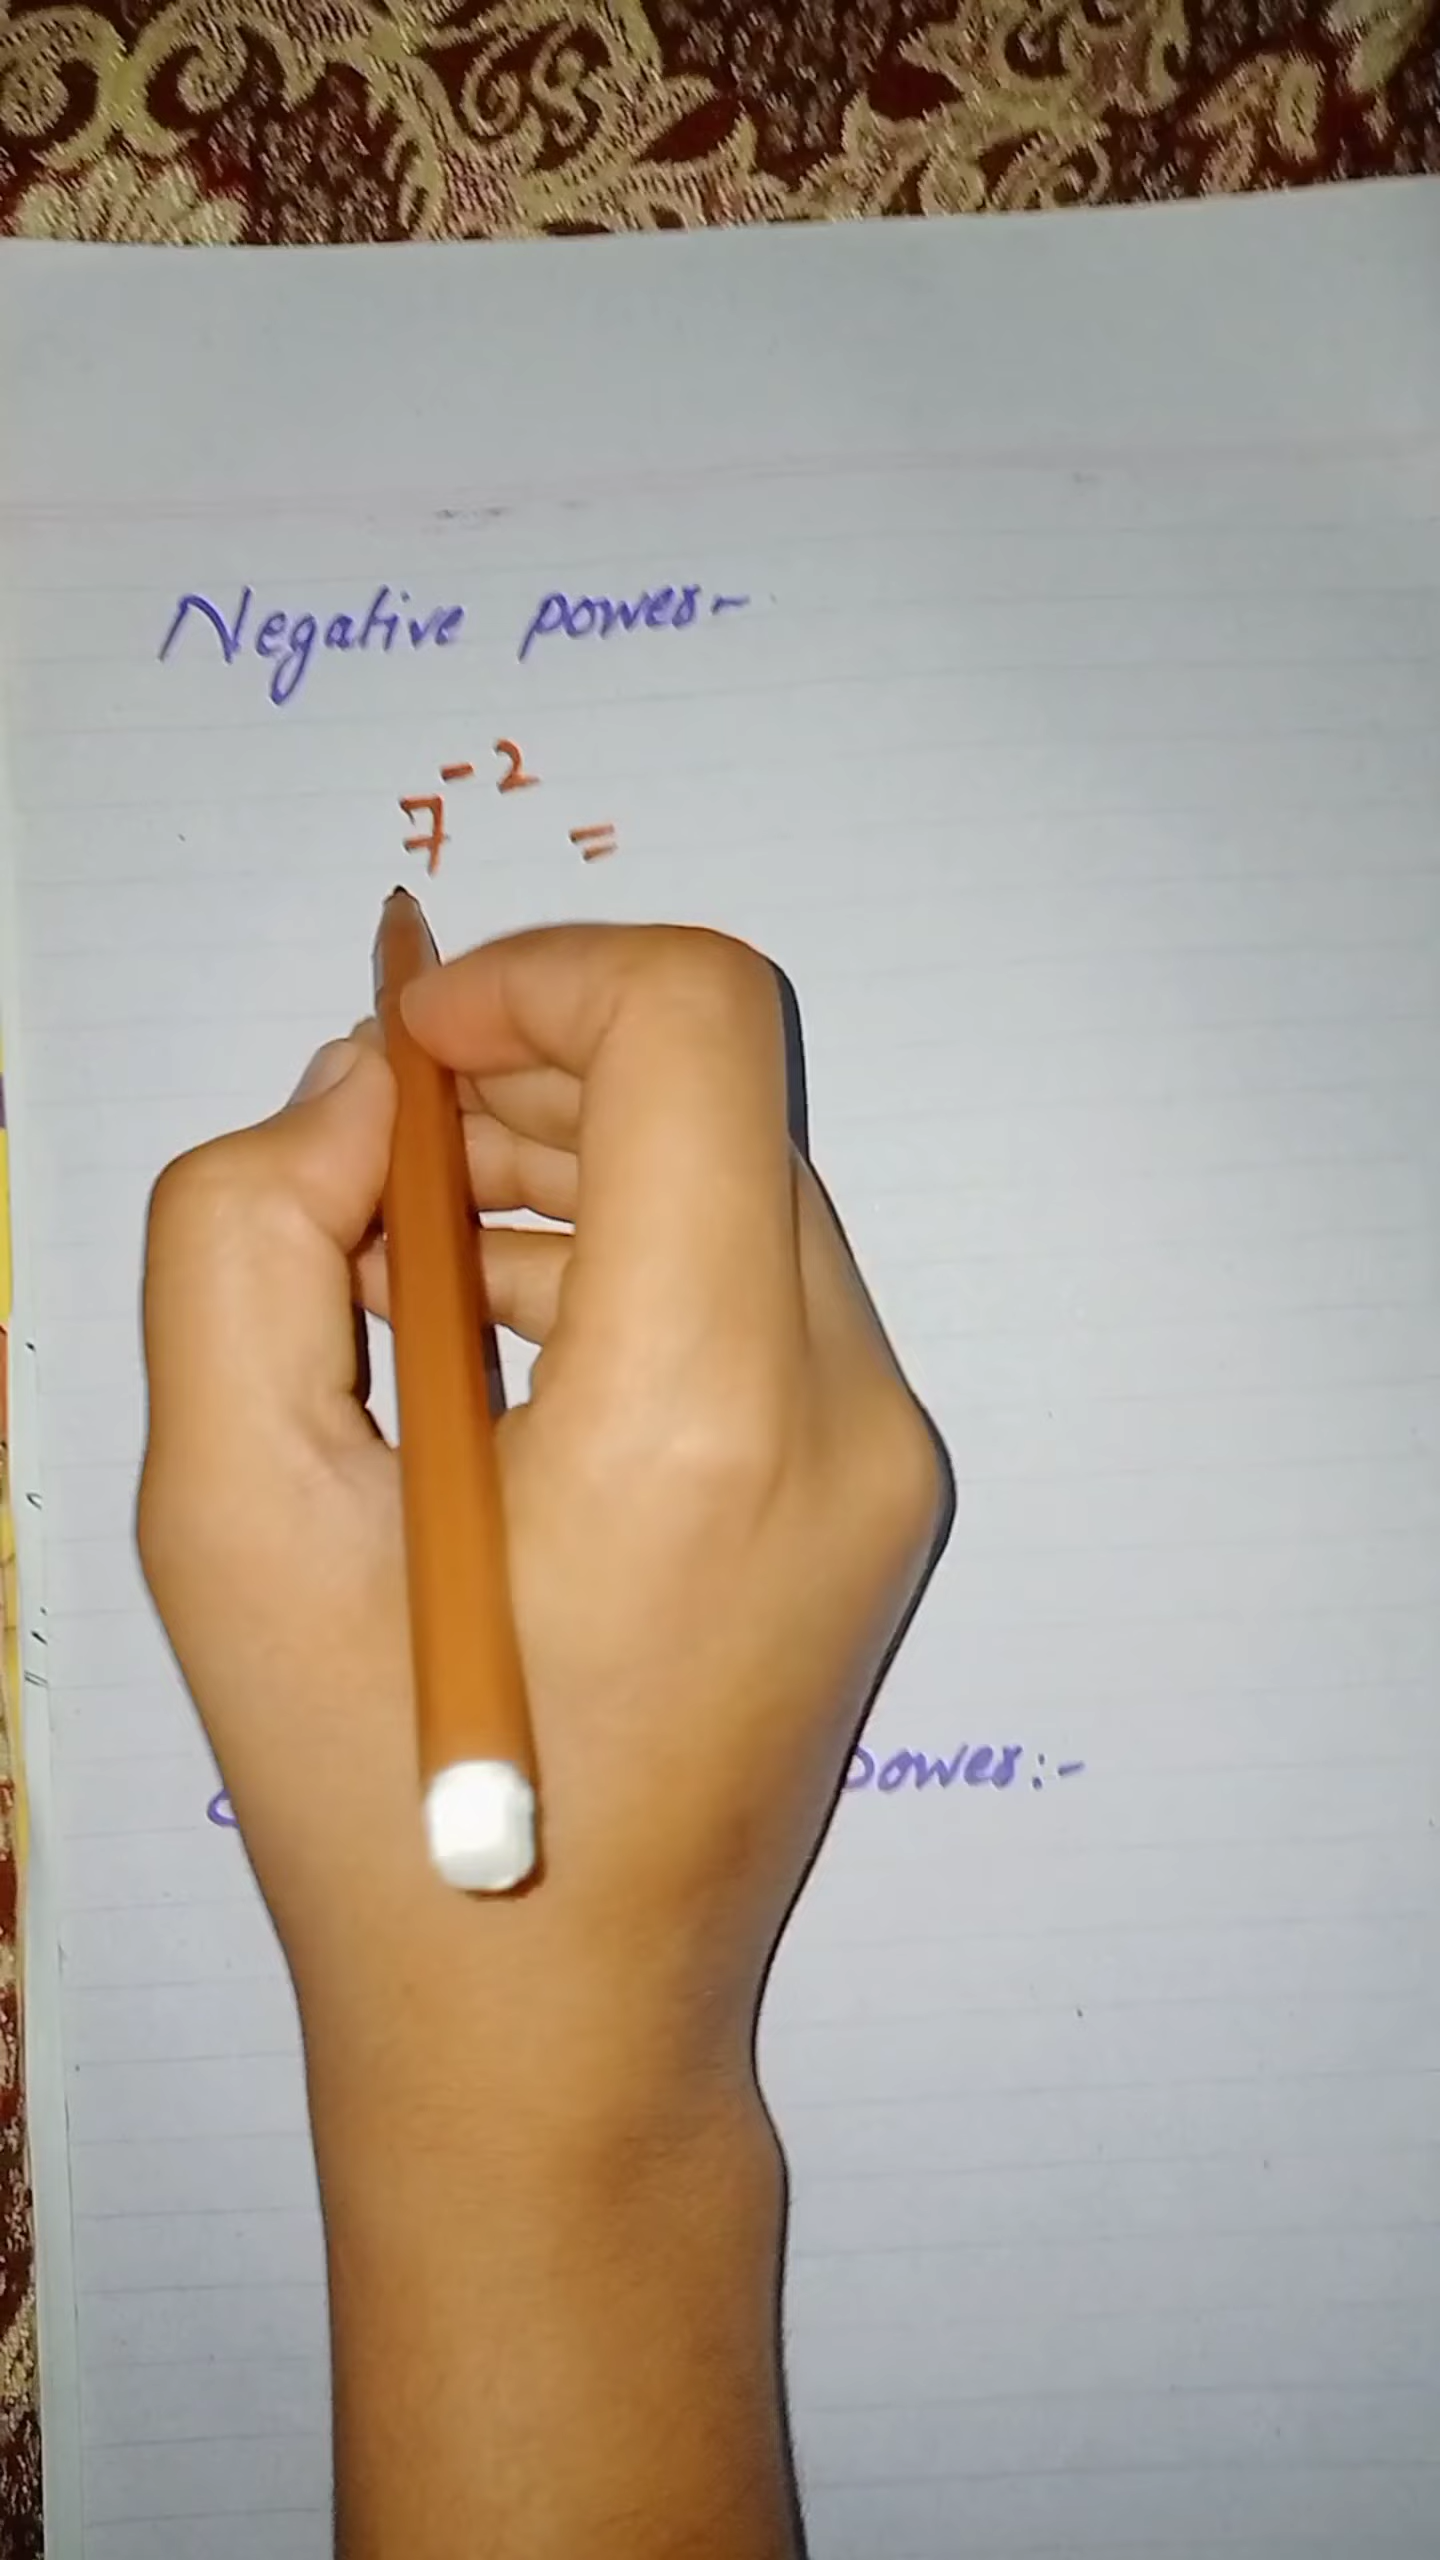 Negative power-
7⁻² =
power:-